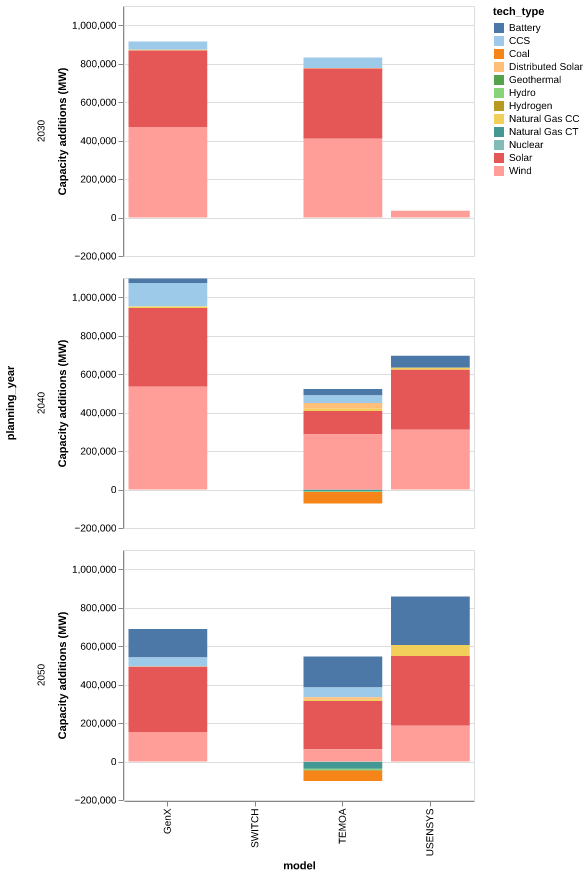 tech_type
Battery
CCS
Coal
Distributed Solar
Geothermal
Hydro
Hydrogen
Natural Gas CC
Natural Gas CT
Nuclear
Solar
Wind
planning_year
2030
Capacity additions (MW)
1,000,000
800,000
600,000
400,000
200,000
0
−200,000
2040
Capacity additions (MW)
1,000,000
800,000
600,000
400,000
200,000
0
−200,000
2050
Capacity additions (MW)
1,000,000
800,000
600,000
400,000
200,000
0
−200,000
GenX
SWITCH
TEMOA
USENSYS
model